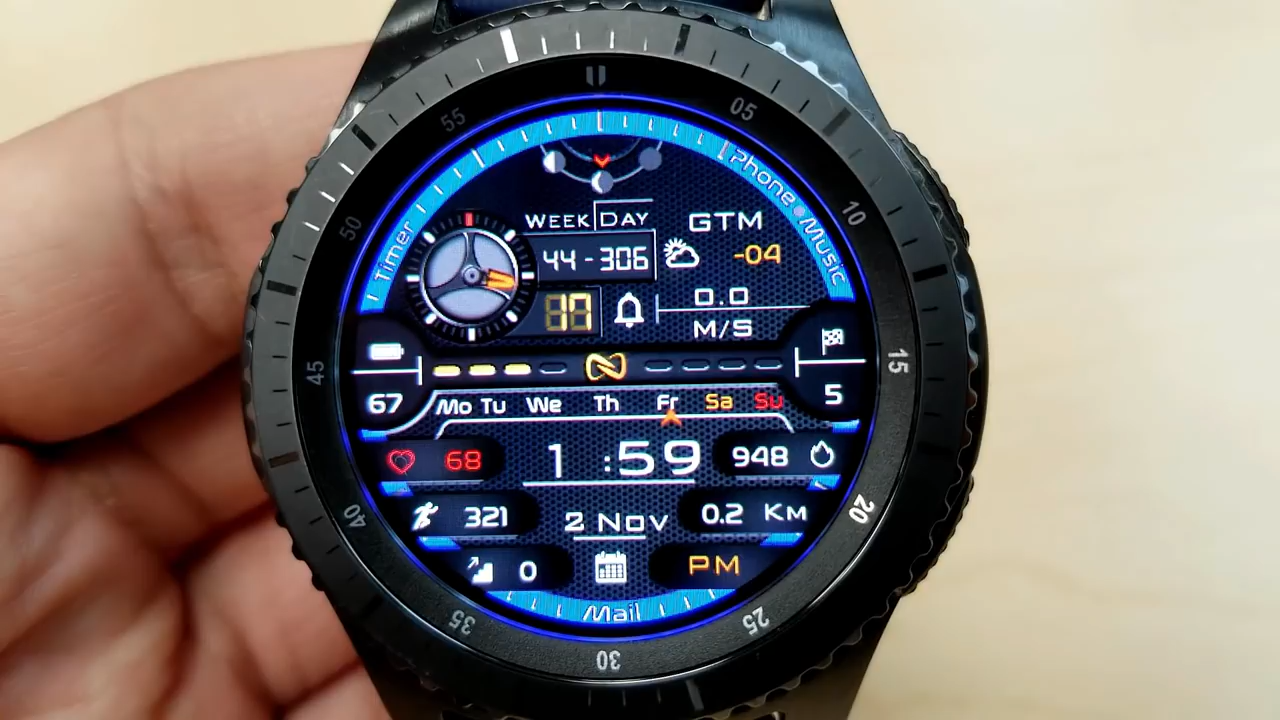 55
05
50
10
45
15
40
20
35
25
30
Timer
Phone • Music
WEEK DAY
GTM
44 - 306
-04
17
0.0
M/S
67
5
Mo Tu We Th Fr Sa Su
68
1 :59
948
321
2 Nov
0.2 Km
0
PM
Mail